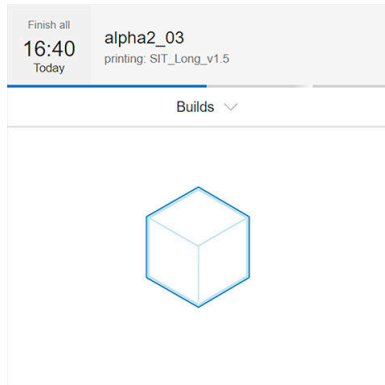 Finish all
16:40
Today
alpha2_03
printing: SIT_Long_v1.5
Builds